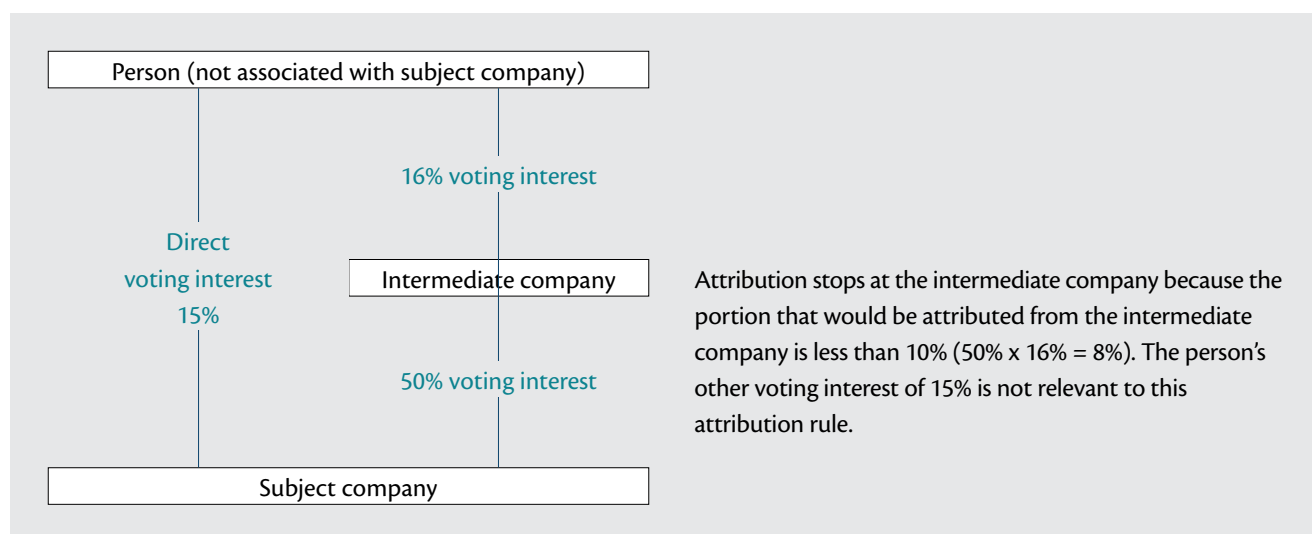 Person (not associated with subject company)
16% voting interest
Direct
voting interest
15%
Intermediate company
50% voting interest
Subject company
Attribution stops at the intermediate company because the
portion that would be attributed from the intermediate
company is less than 10% (50% x 16% = 8%). The person’s
other voting interest of 15% is not relevant to this
attribution rule.